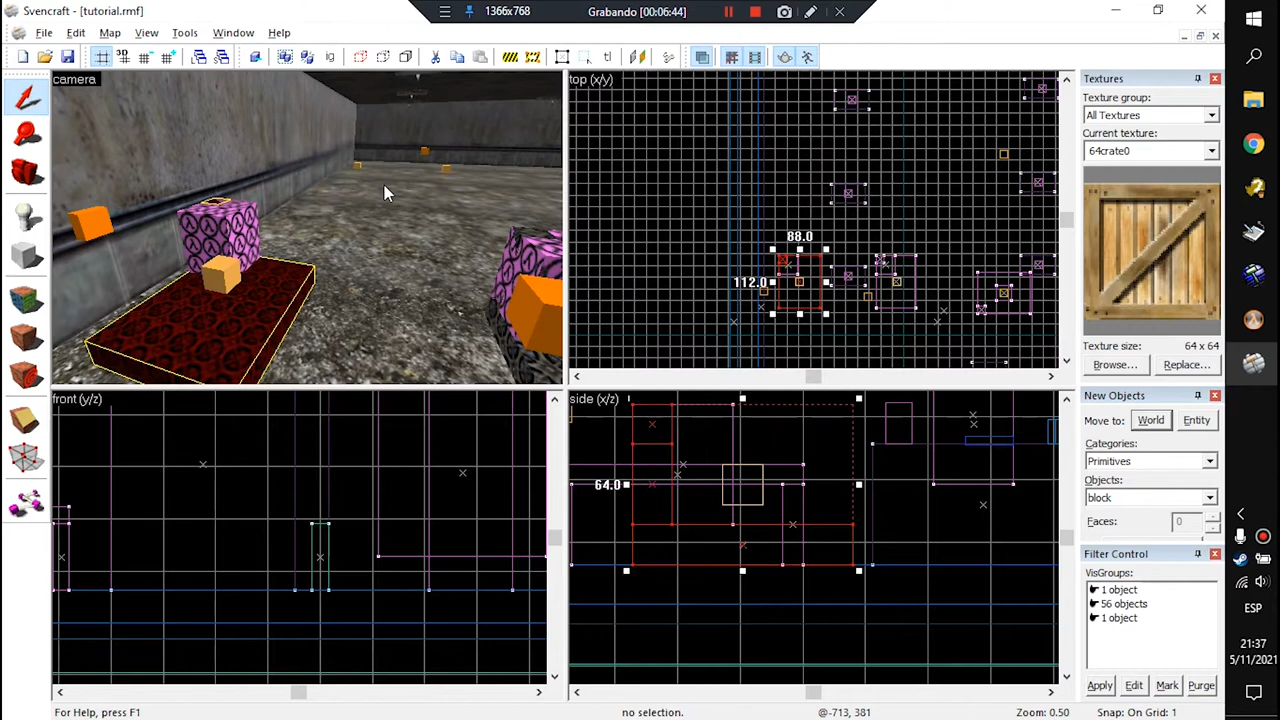 Svencraft - [tutorial.rmf]
1366x768
Grabando [00:06:44]
File Edit Map View Tools Window Help
3D
ig
tl
camera
top (x/y)
88.0
112.0
front (y/z)
side (x/z)
64.0
Textures
Texture group:
All Textures
Current texture:
64crate0
Texture size: 64 x 64
Browse... Replace...
New Objects
Move to: World Entity
Categories:
Primitives
Objects:
block
Faces: 0
Filter Control
VisGroups:
1 object
56 objects
1 object
Apply Edit Mark Purge
For Help, press F1
no selection.
@-713, 381
Zoom: 0.50
Snap: On Grid: 1
ESP
21:37
5/11/2021